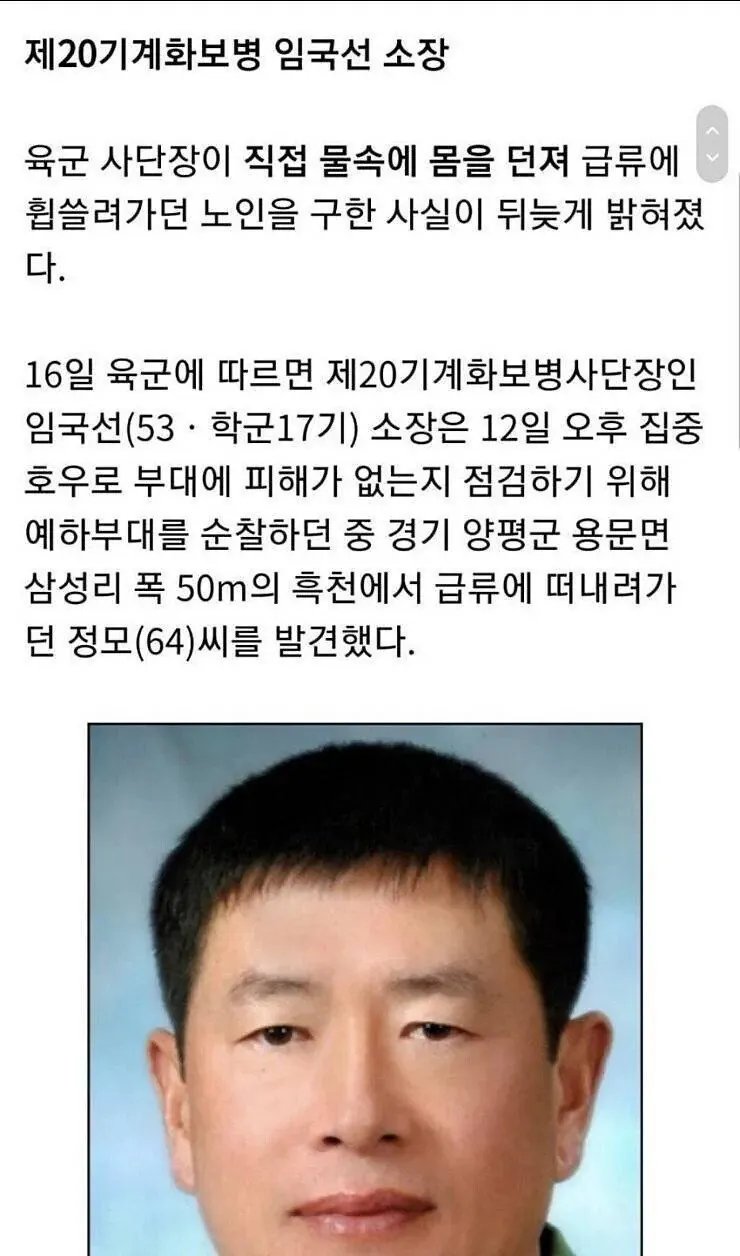 제20기계화보병 임국선 소장
육군 사단장이 직접 물속에 몸을 던져 급류에
휩쓸려가던 노인을 구한 사실이 뒤늦게 밝혀졌
다.
16일 육군에 따르면 제20기계화보병사단장인
임국선(53 · 학군17기) 소장은 12일 오후 집중
호우로 부대에 피해가 없는지 점검하기 위해
예하부대를 순찰하던 중 경기 양평군 용문면
삼성리 폭 50m의 흑천에서 급류에 떠내려가
던 정모(64)씨를 발견했다.